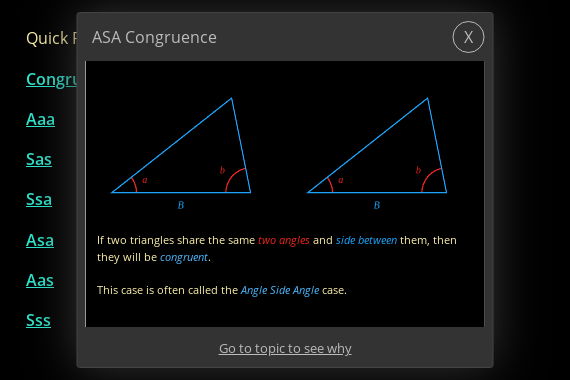 ASA Congruence
X
Quick
Aaa
Sas
Ssa
Asa
Aas
Sss
a
b
B
a
b
B
If two triangles share the same two angles and side between them, then
they will be congruent.
This case is often called the Angle Side Angle case.
Go to topic to see why